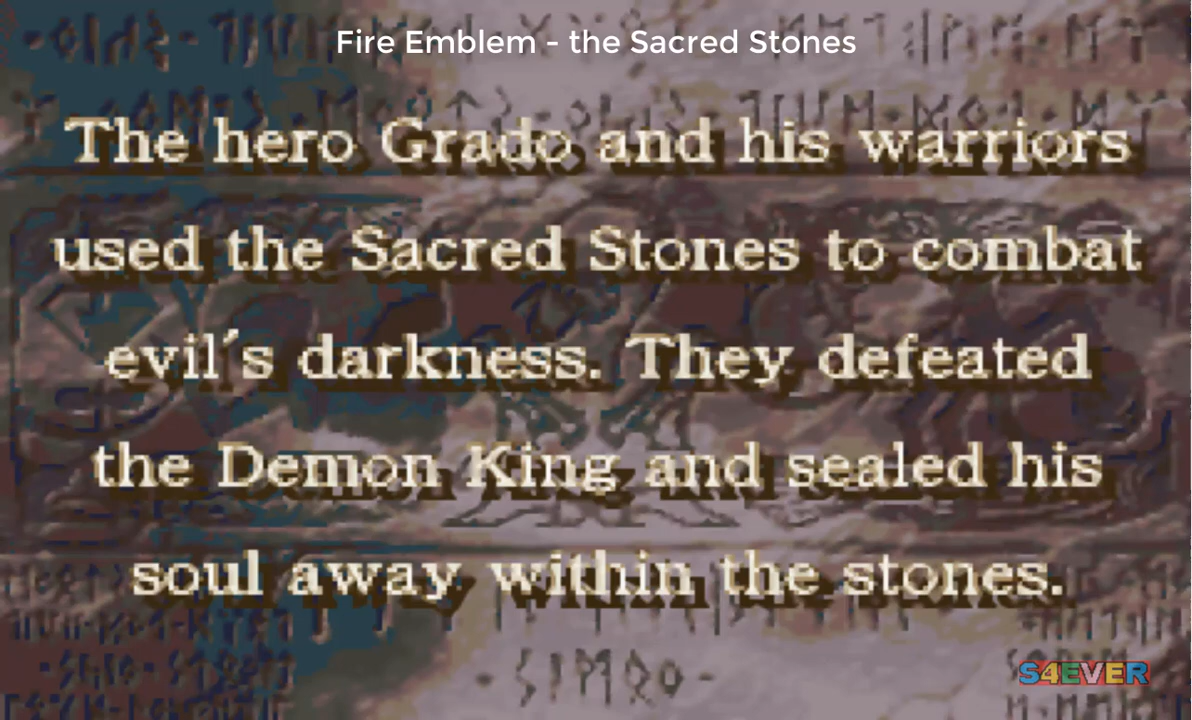 Fire Emblem - the Sacred Stones
The hero Grado and his warriors
used the Sacred Stones to combat
evil's darkness. They defeated
the Demon King and sealed his
soul away within the stones.
S4EVER